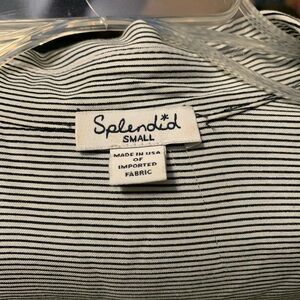 Splendid
SMALL
MADE IN USA
OF
IMPORTED
FABRIC